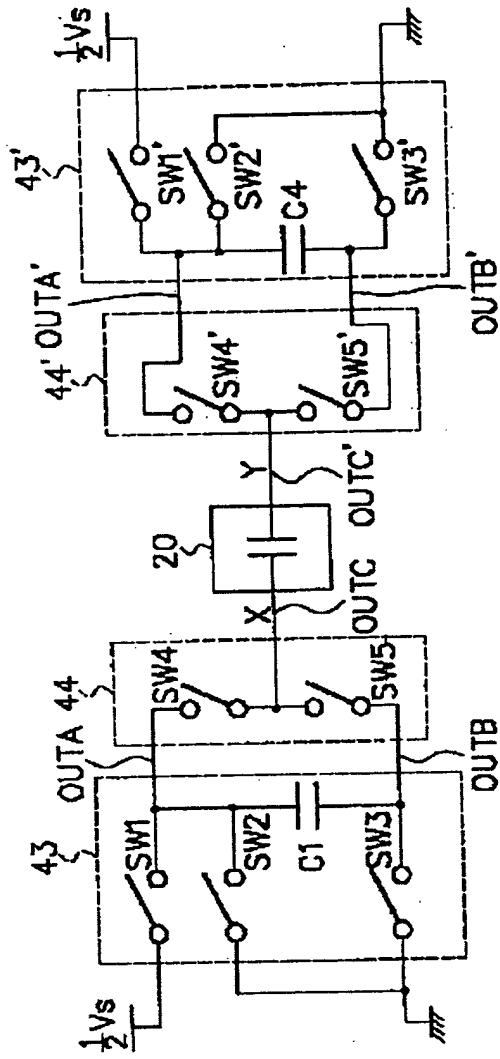 ½Vs
43
SW1
SW2
C1
SW3
OUTA
OUTB
44
SW4
SW5
X
OUTC
20
Y
OUTC'
44'
SW4'
SW5'
OUTA'
OUTB'
43'
SW1'
SW2'
C4
SW3'
½Vs